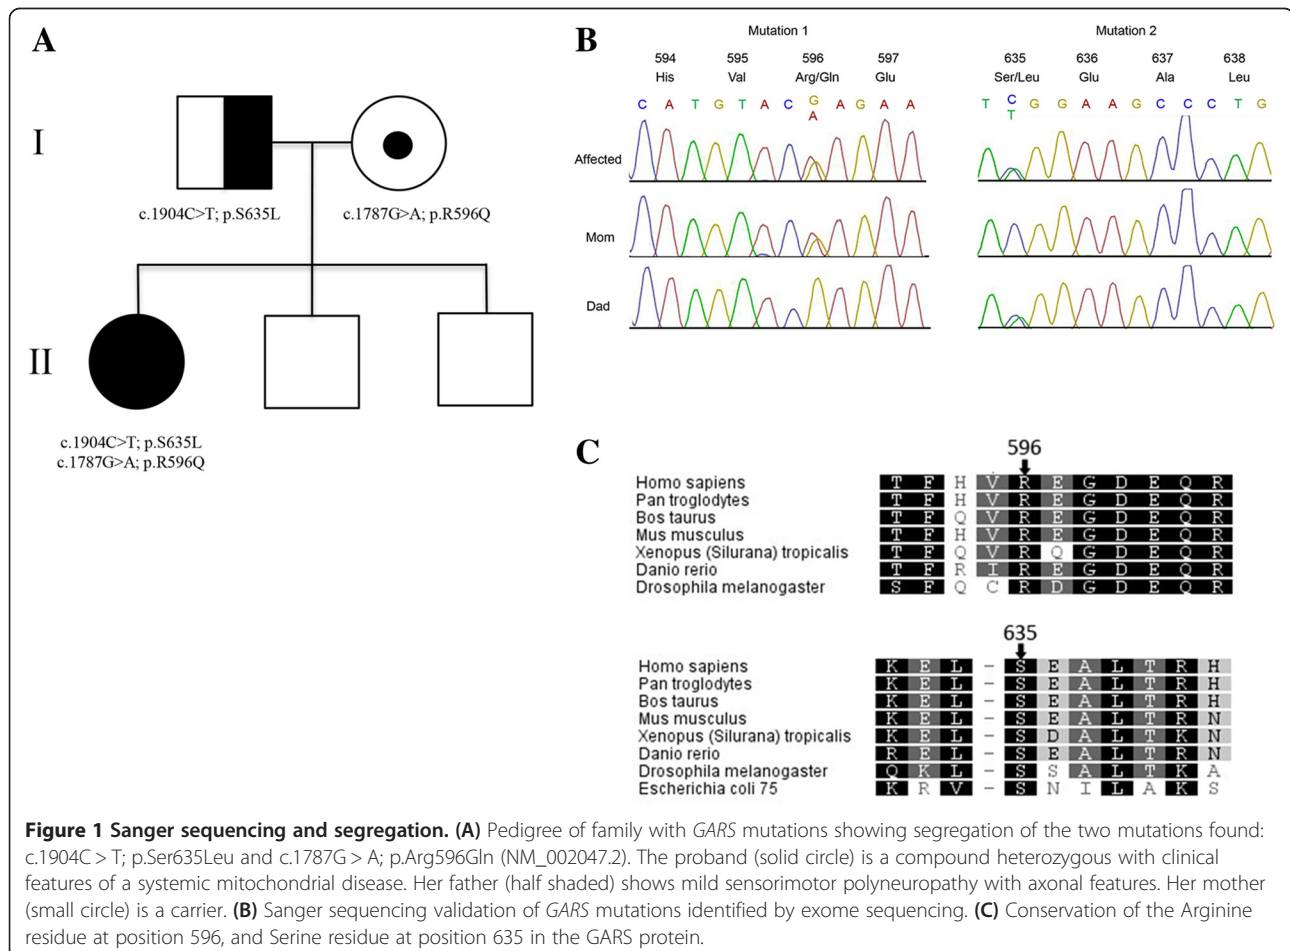 A
I
c.1904C>T; p.S635L
c.1787G>A; p.R596Q
II
c.1904C>T; p.S635L
c.1787G>A; p.R596Q
B
Mutation 1
594 595 596 597
His Val Arg/Gln Glu
C A T G T A C G A G A A
A
Mutation 2
635 636 637 638
Ser/Leu Glu Ala Leu
T C G G A A G C C C T G
T
Affected
Mom
Dad
C
596
Homo sapiens T F H V R E G D E Q R
Pan troglodytes T F H V R E G D E Q R
Bos taurus T F Q V R E G D E Q R
Mus musculus T F H V R E G D E Q R
Xenopus (Silurana) tropicalis T F Q V R Q G D E Q R
Danio rerio T F R I R E G D E Q R
Drosophila melanogaster S F Q C R D G D E Q R
635
Homo sapiens K E L - S E A L T R H
Pan troglodytes K E L - S E A L T R H
Bos taurus K E L - S E A L T R H
Mus musculus K E L - S E A L T R N
Xenopus (Silurana) tropicalis K E L - S D A L T K N
Danio rerio R E L - S E A L T R N
Drosophila melanogaster Q K L - S S A L T K A
Escherichia coli 75 K R V - S N I L A K S
Figure 1 Sanger sequencing and segregation. (A) Pedigree of family with GARS mutations showing segregation of the two mutations found:
c.1904C > T; p.Ser635Leu and c.1787G > A; p.Arg596Gln (NM_002047.2). The proband (solid circle) is a compound heterozygous with clinical
features of a systemic mitochondrial disease. Her father (half shaded) shows mild sensorimotor polyneuropathy with axonal features. Her mother
(small circle) is a carrier. (B) Sanger sequencing validation of GARS mutations identified by exome sequencing. (C) Conservation of the Arginine
residue at position 596, and Serine residue at position 635 in the GARS protein.